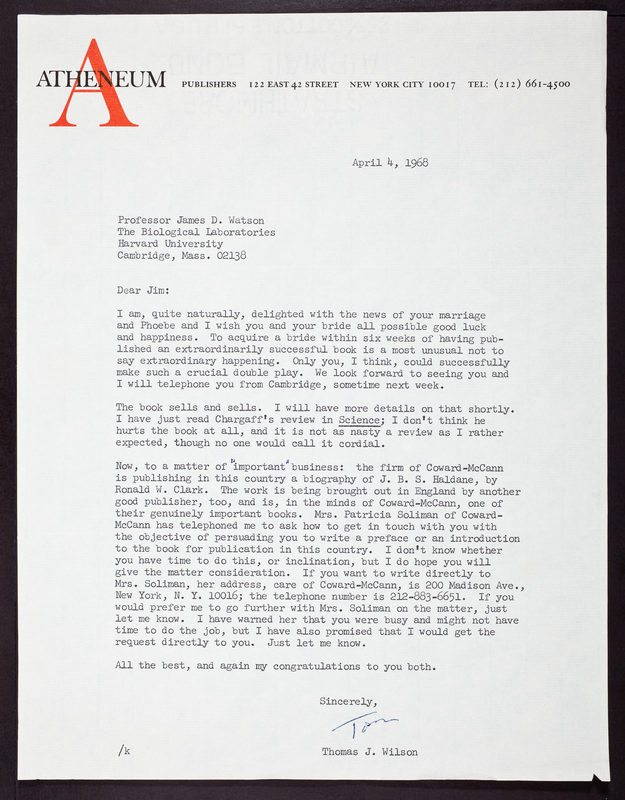 ATHENEUM PUBLISHERS 122 EAST 42 STREET NEW YORK CITY 10017 TEL: (212) 661-4500
April 4, 1968
Professor James D. Watson
The Biological Laboratories
Harvard University
Cambridge, Mass. 02138
Dear Jim:
I am, quite naturally, delighted with the news of your marriage
and Phoebe and I wish you and your bride all possible good luck
and happiness. To acquire a bride within six weeks of having pub-
lished an extraordinarily successful book is a most unusual not to
say extraordinary happening. Only you, I think, could successfully
make such a crucial double play. We look forward to seeing you and
I will telephone you from Cambridge, sometime next week.
The book sells and sells. I will have more details on that shortly.
I have just read Chargaff's review in Science; I don't think he
hurts the book at all, and it is not as nasty a review as I rather
expected, though no one would call it cordial.
Now, to a matter of "important" business: the firm of Coward-McCann
is publishing in this country a biography of J. B. S. Haldane, by
Ronald W. Clark. The work is being brought out in England by another
good publisher, too, and is, in the minds of Coward-McCann, one of
their genuinely important books. Mrs. Patricia Soliman of Coward-
McCann has telephoned me to ask how to get in touch with you with
the objective of persuading you to write a preface or an introduction
to the book for publication in this country. I don't know whether
you have time to do this, or inclination, but I do hope you will
give the matter consideration. If you want to write directly to
Mrs. Soliman, her address, care of Coward-McCann, is 200 Madison Ave.,
New York, N. Y. 10016; the telephone number is 212-883-6651. If you
would prefer me to go further with Mrs. Soliman on the matter, just
let me know. I have warned her that you were busy and might not have
time to do the job, but I have also promised that I would get the
request directly to you. Just let me know.
All the best, and again my congratulations to you both.
Sincerely,
Tom
/k Thomas J. Wilson